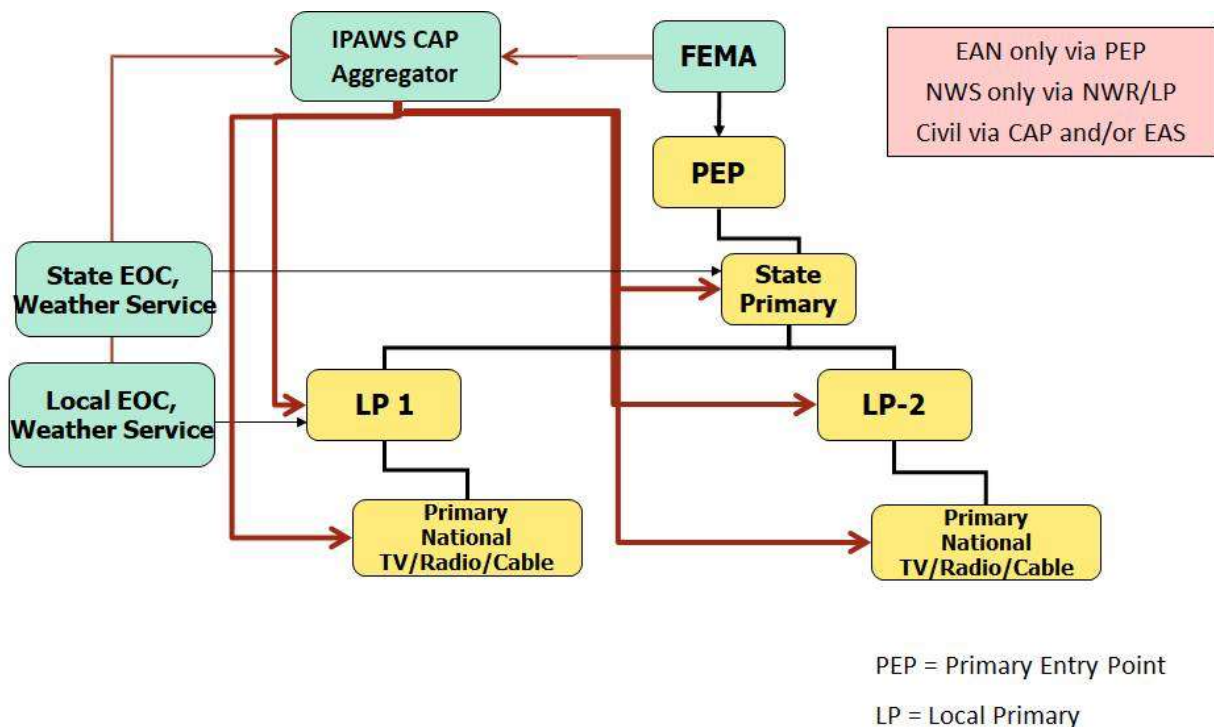 IPAWS CAP
Aggregator
FEMA
EAN only via PEP
NWS only via NWR/LP
Civil via CAP and/or EAS
PEP
State EOC,
Weather Service
State
Primary
Local EOC,
Weather Service
LP 1
LP-2
Primary
National
TV/Radio/Cable
Primary
National
TV/Radio/Cable
PEP = Primary Entry Point
LP = Local Primary